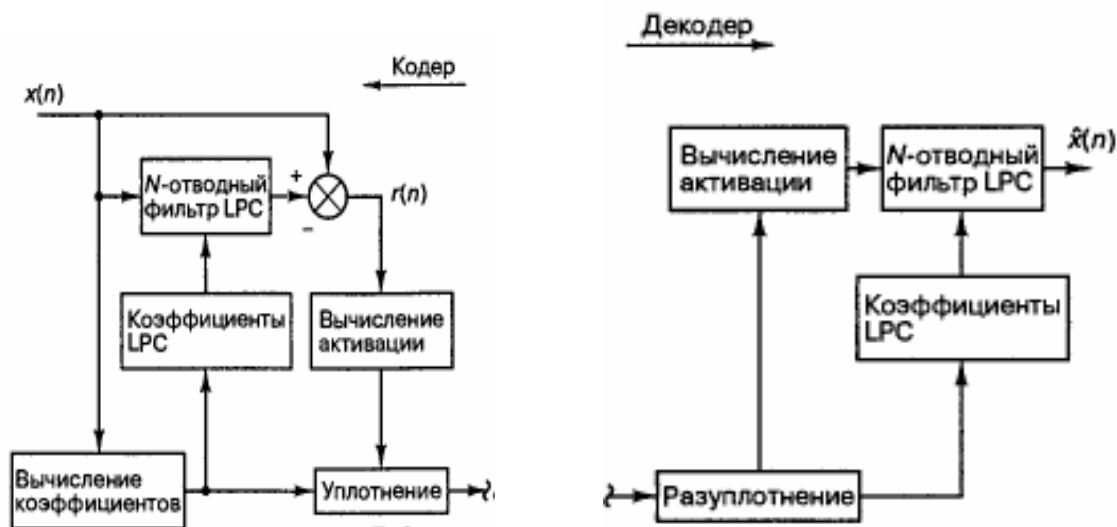 Кодер
x(n)
N-отводный
фильтр LPC
+
−
r(n)
Коэффициенты
LPC
Вычисление
активации
Вычисление
коэффициентов
Уплотнение
Декодер
Вычисление
активации
N-отводный
фильтр LPC
x̂(n)
Коэффициенты
LPC
Разуплотнение